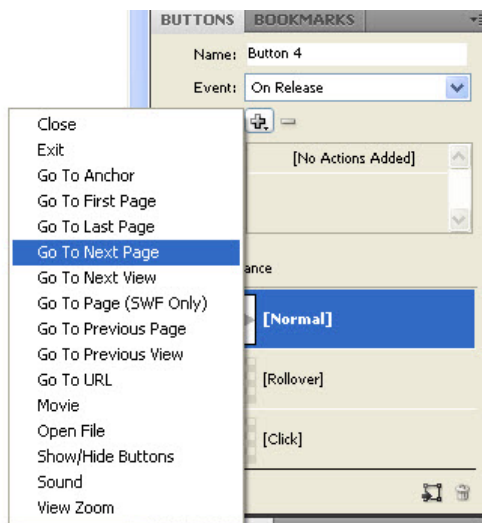 BUTTONS BOOKMARKS
Name: Button 4
Event: On Release
[No Actions Added]
Close
Exit
Go To Anchor
Go To First Page
Go To Last Page
Go To Next Page
Go To Next View
Go To Page (SWF Only)
Go To Previous Page
Go To Previous View
Go To URL
Movie
Open File
Show/Hide Buttons
Sound
View Zoom
ance
[Normal]
[Rollover]
[Click]